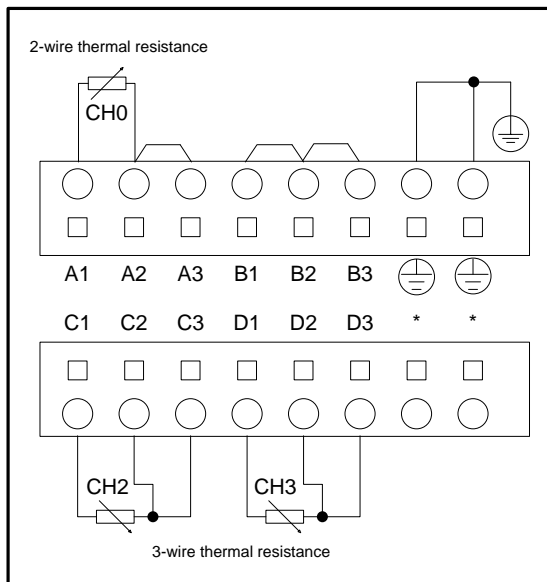 2-wire thermal resistance
CH0
A1 A2 A3 B1 B2 B3
C1 C2 C3 D1 D2 D3 * *
CH2 CH3
3-wire thermal resistance